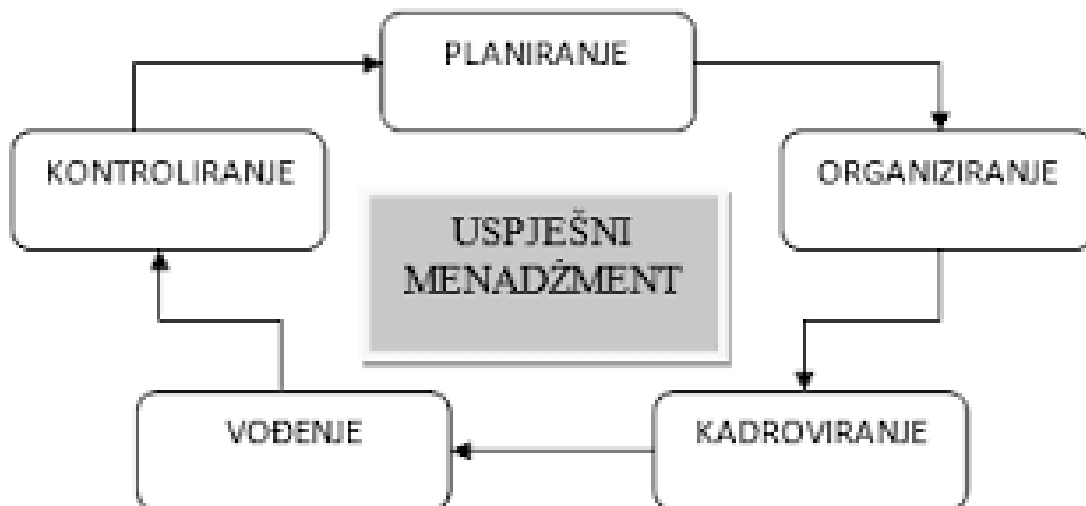 PLANIRANJE
KONTROLIRANJE
ORGANIZIRANJE
USPJEŠNI
MENADŽMENT
VOĐENJE
KADROVIRANJE